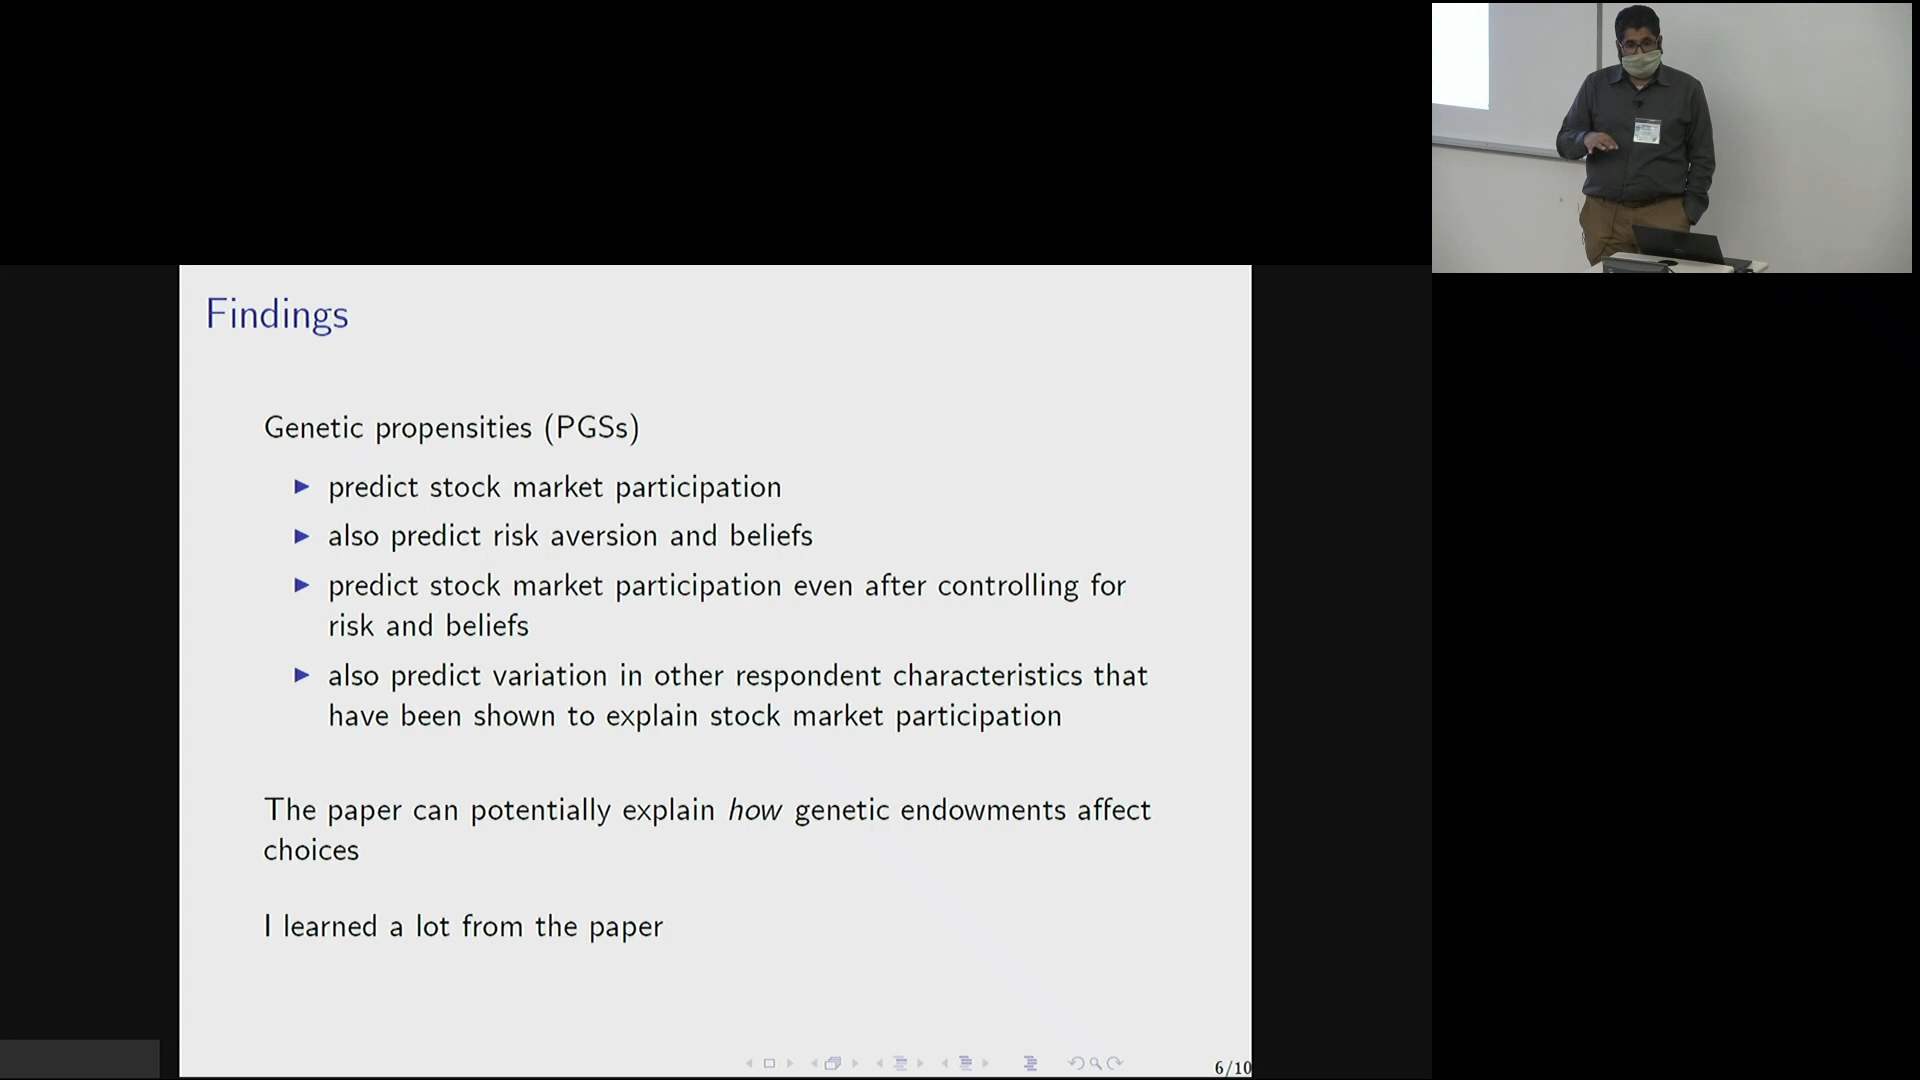 Findings
Genetic propensities (PGSs)
predict stock market participation
also predict risk aversion and beliefs
predict stock market participation even after controlling for
risk and beliefs
also predict variation in other respondent characteristics that
have been shown to explain stock market participation
The paper can potentially explain how genetic endowments affect
choices
I learned a lot from the paper
6/10